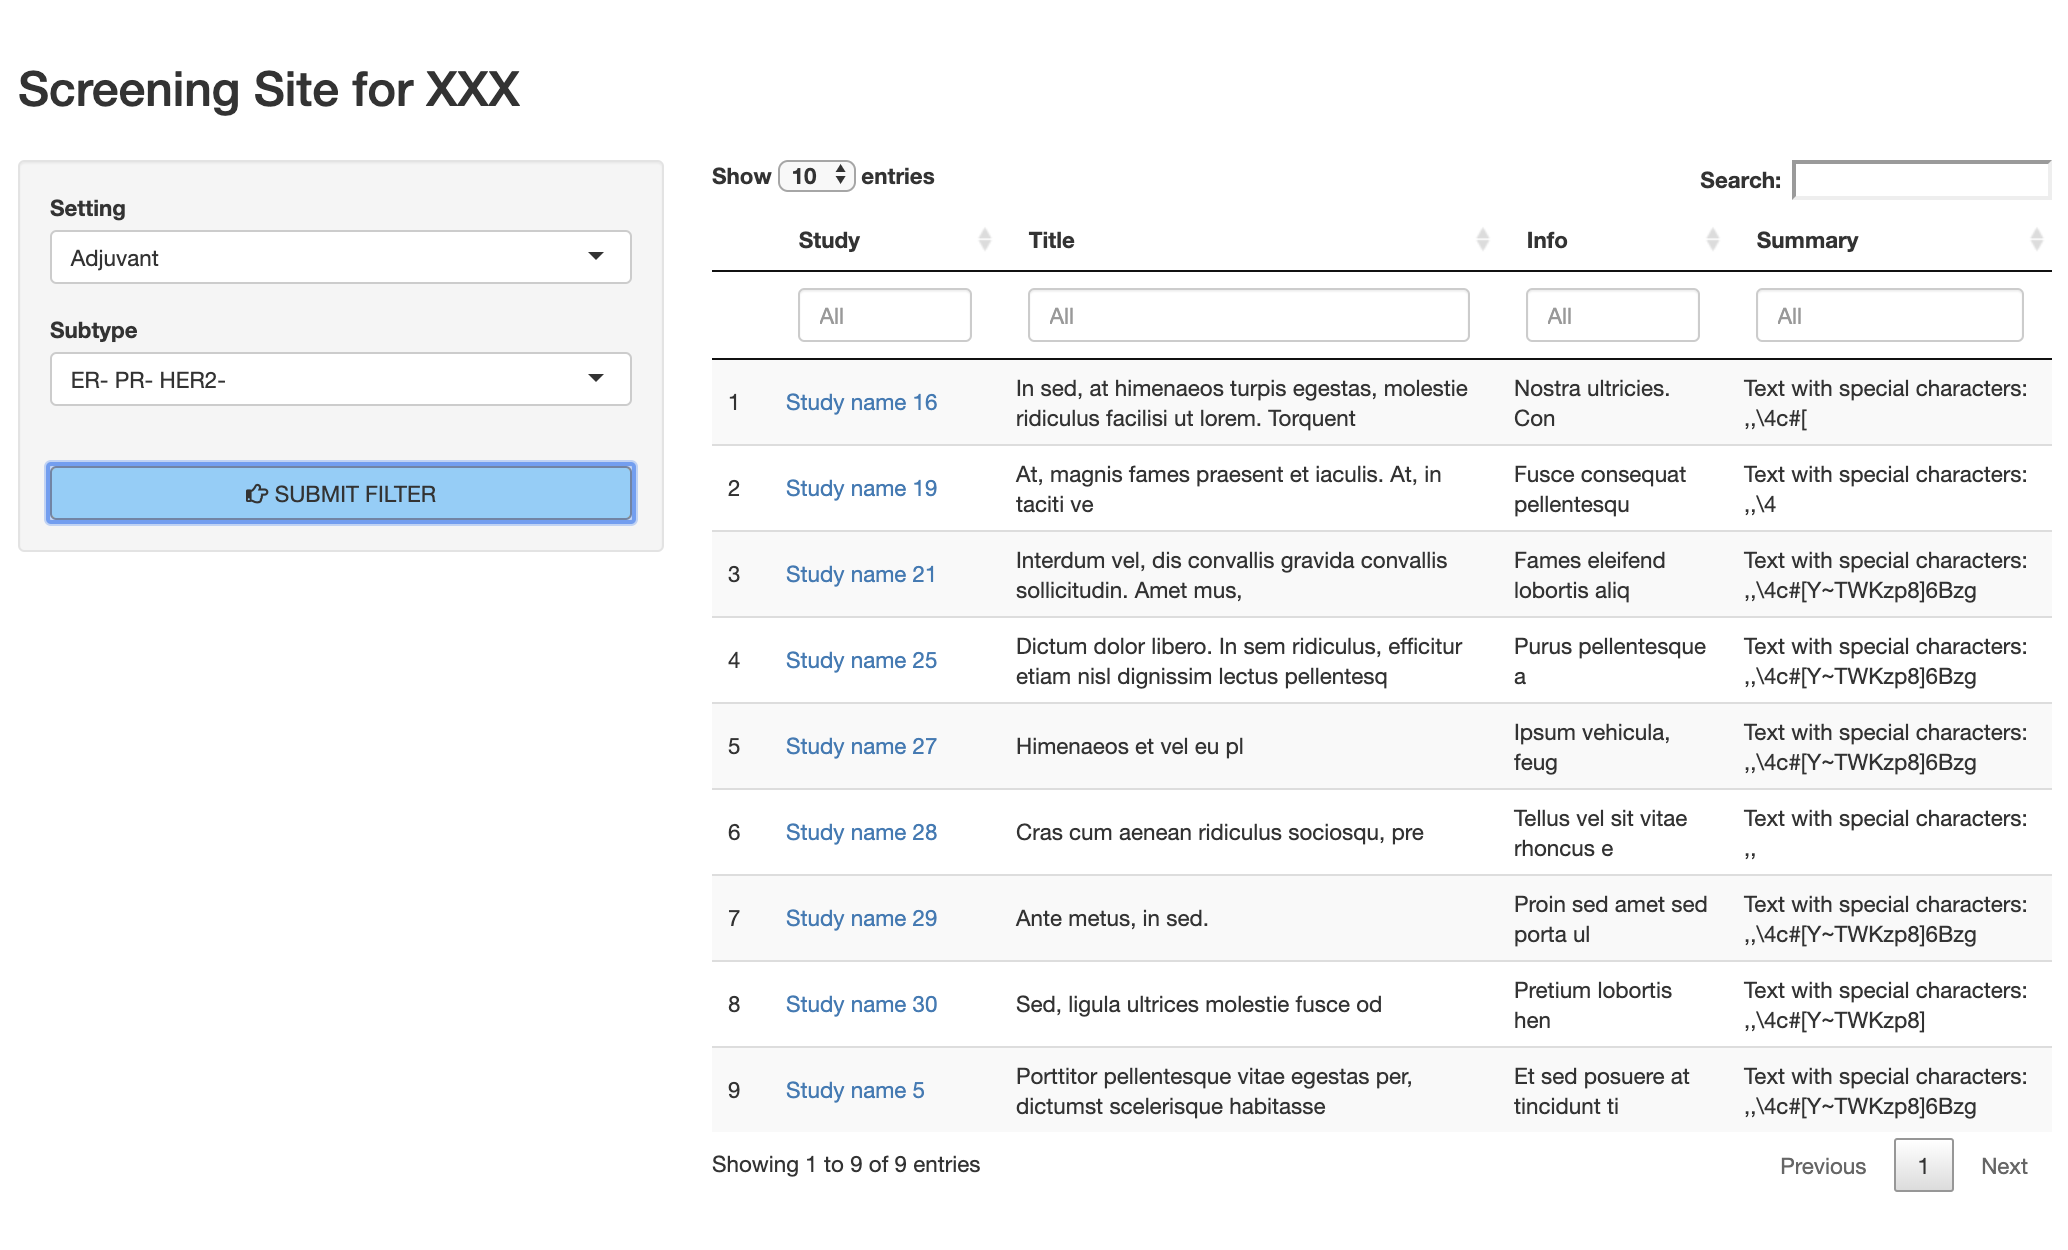 Screening Site for XXX
Setting
Adjuvant
Subtype
ER- PR- HER2-
SUBMIT FILTER
Show 10 entries
Search:
Study Title Info Summary
All All All All
1 Study name 16 In sed, at himenaeos turpis egestas, molestie Nostra ultricies. Text with special characters:
ridiculus facilisi ut lorem. Torquent Con ,,\4c#[
2 Study name 19 At, magnis fames praesent et iaculis. At, in Fusce consequat Text with special characters:
taciti ve pellentesqu ,,\4
3 Study name 21 Interdum vel, dis convallis gravida convallis Fames eleifend Text with special characters:
sollicitudin. Amet mus, lobortis aliq ,,\4c#[Y~TWKzp8]6Bzg
4 Study name 25 Dictum dolor libero. In sem ridiculus, efficitur Purus pellentesque Text with special characters:
etiam nisl dignissim lectus pellentesq a ,,\4c#[Y~TWKzp8]6Bzg
5 Study name 27 Himenaeos et vel eu pl Ipsum vehicula, Text with special characters:
feug ,,\4c#[Y~TWKzp8]6Bzg
6 Study name 28 Cras cum aenean ridiculus sociosqu, pre Tellus vel sit vitae Text with special characters:
rhoncus e ,,
7 Study name 29 Ante metus, in sed. Proin sed amet sed Text with special characters:
porta ul ,,\4c#[Y~TWKzp8]6Bzg
8 Study name 30 Sed, ligula ultrices molestie fusce od Pretium lobortis Text with special characters:
hen ,,\4c#[Y~TWKzp8]
9 Study name 5 Porttitor pellentesque vitae egestas per, Et sed posuere at Text with special characters:
dictumst scelerisque habitasse tincidunt ti ,,\4c#[Y~TWKzp8]6Bzg
Showing 1 to 9 of 9 entries
Previous 1 Next